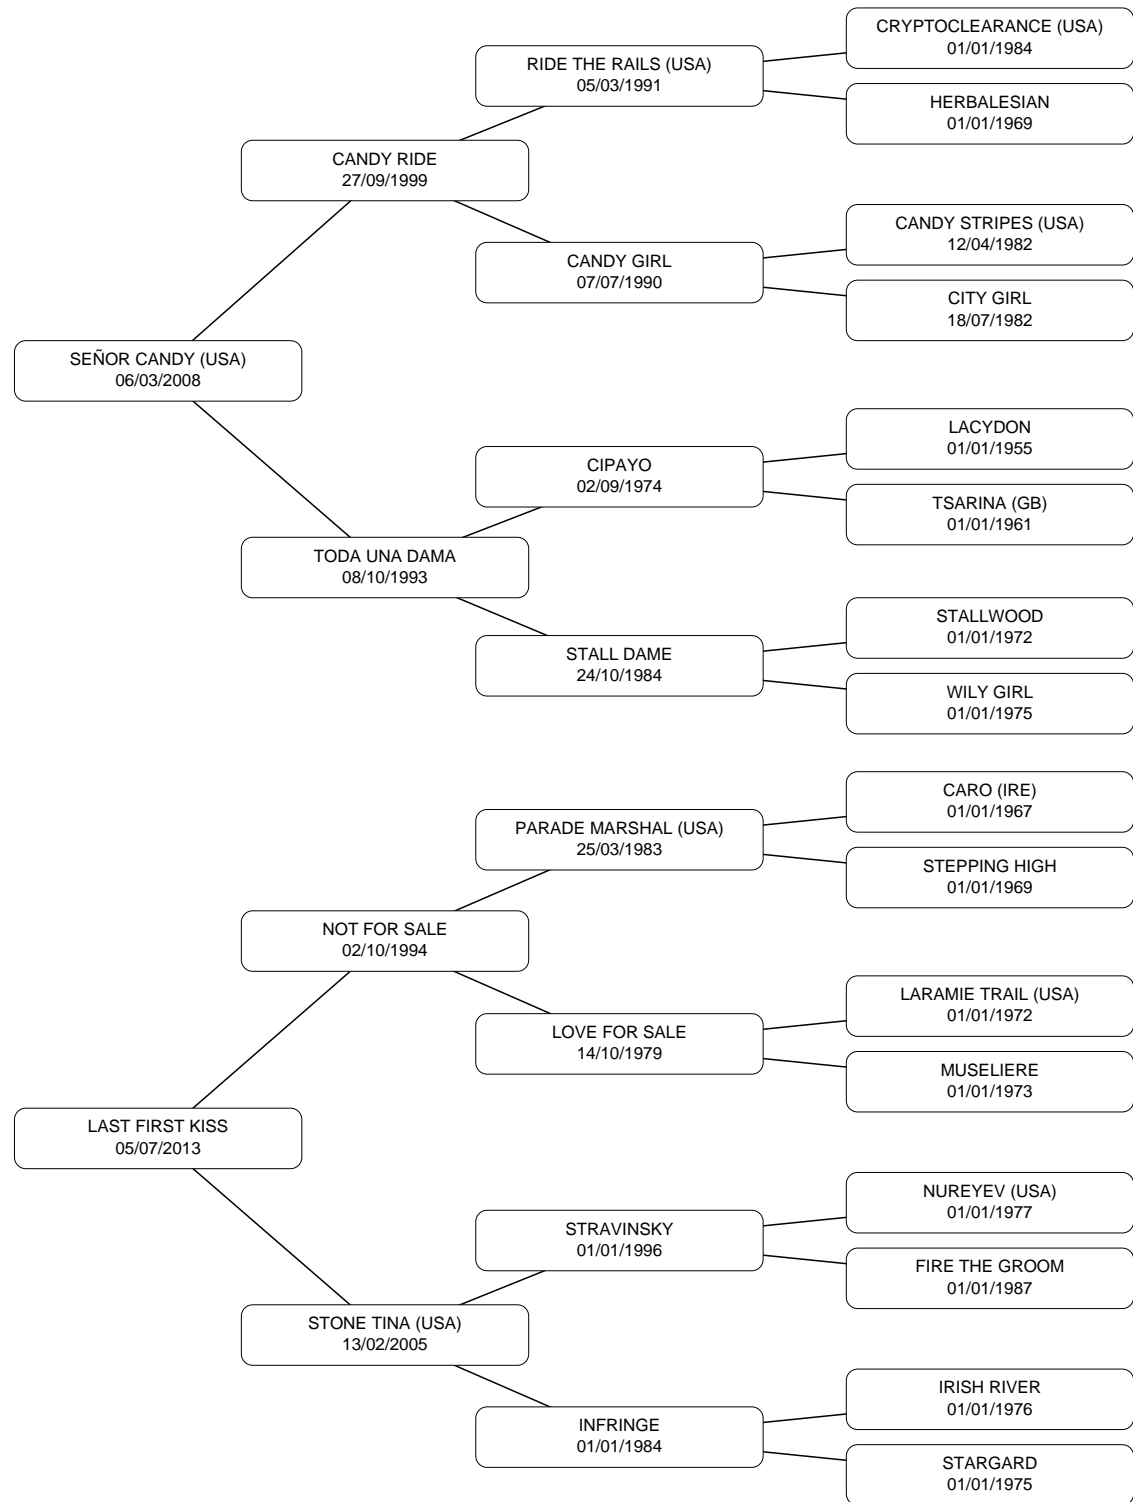 CRYPTOCLEARANCE (USA)
01/01/1984
RIDE THE RAILS (USA)
05/03/1991
HERBALESIAN
01/01/1969
CANDY RIDE
27/09/1999
CANDY STRIPES (USA)
12/04/1982
CANDY GIRL
07/07/1990
CITY GIRL
18/07/1982
SEÑOR CANDY (USA)
06/03/2008
LACYDON
01/01/1955
CIPAYO
02/09/1974
TSARINA (GB)
01/01/1961
TODA UNA DAMA
08/10/1993
STALLWOOD
01/01/1972
STALL DAME
24/10/1984
WILY GIRL
01/01/1975
CARO (IRE)
01/01/1967
PARADE MARSHAL (USA)
25/03/1983
STEPPING HIGH
01/01/1969
NOT FOR SALE
02/10/1994
LARAMIE TRAIL (USA)
01/01/1972
LOVE FOR SALE
14/10/1979
MUSELIERE
01/01/1973
LAST FIRST KISS
05/07/2013
NUREYEV (USA)
01/01/1977
STRAVINSKY
01/01/1996
FIRE THE GROOM
01/01/1987
STONE TINA (USA)
13/02/2005
IRISH RIVER
01/01/1976
INFRINGE
01/01/1984
STARGARD
01/01/1975